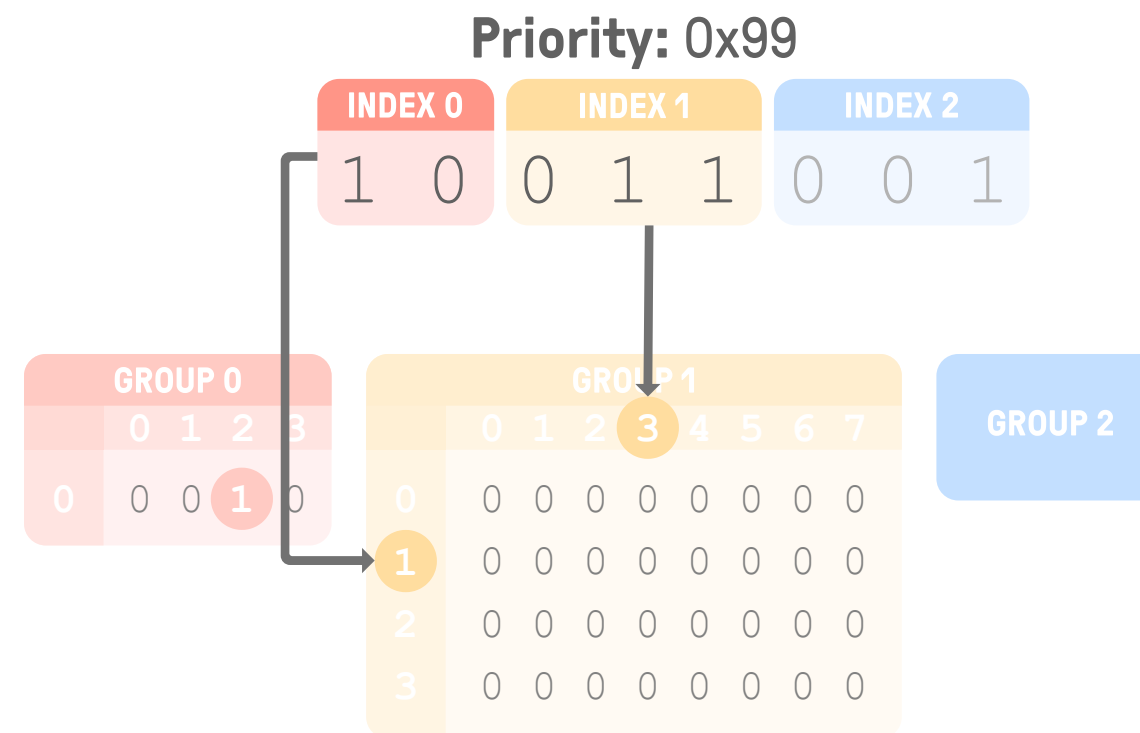 Priority: 0x99
INDEX 0 INDEX 1 INDEX 2
1 0 0 1 1 0 0 1
GROUP 0 GROUP 1 GROUP 2
0 1 2 3 0 1 2 3 4 5 6 7
0 0 0 1 0 0 0 0 0 0 0 0 0 0
1 0 0 0 0 0 0 0 0
2 0 0 0 0 0 0 0 0
3 0 0 0 0 0 0 0 0